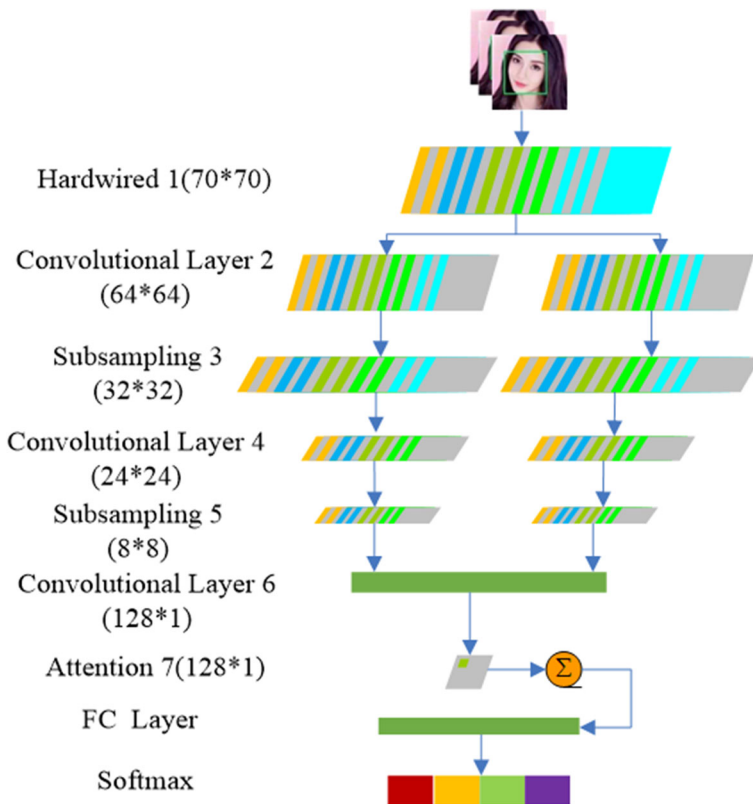 Hardwired 1(70*70)
Convolutional Layer 2
(64*64)
Subsampling 3
(32*32)
Convolutional Layer 4
(24*24)
Subsampling 5
(8*8)
Convolutional Layer 6
(128*1)
Attention 7(128*1)
Σ
FC Layer
Softmax